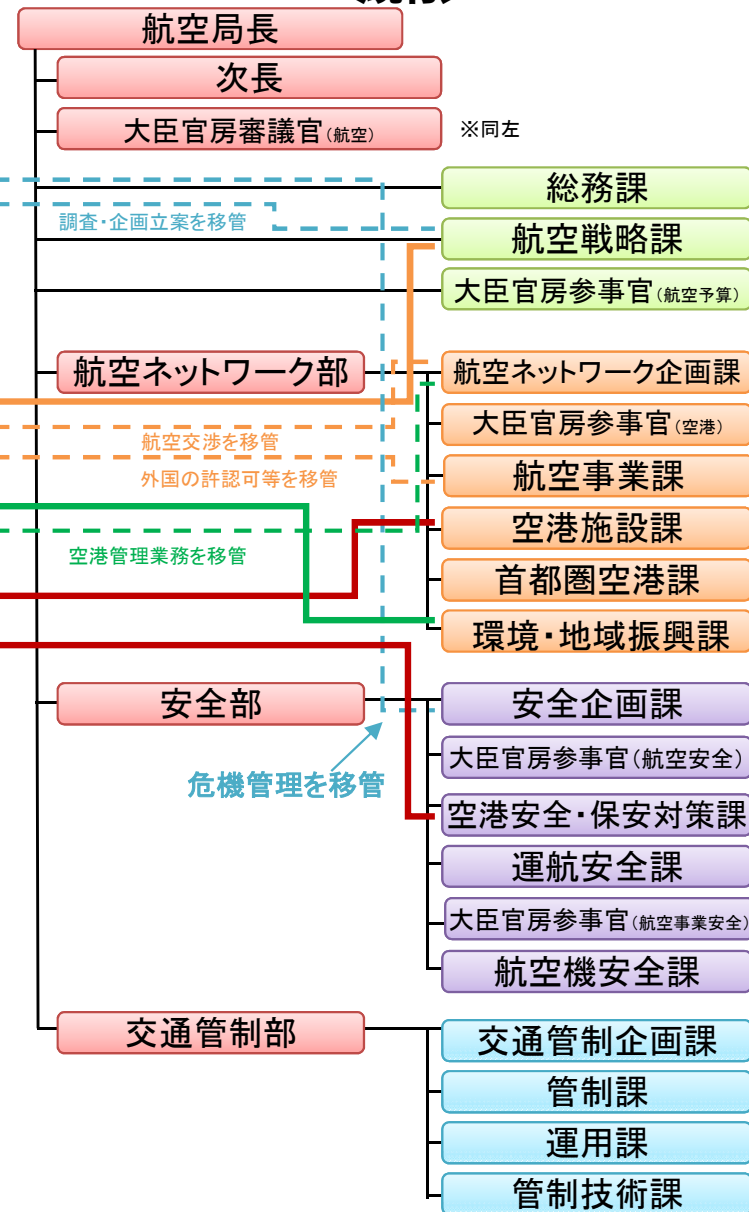 航空局長
次長
大臣官房審議官(航空)
※同左
総務課
調査・企画立案を移管
航空戦略課
大臣官房参事官(航空予算)
航空ネットワーク部
航空ネットワーク企画課
大臣官房参事官(空港)
航空交渉を移管
外国の許認可等を移管
航空事業課
空港施設課
空港管理業務を移管
首都圏空港課
環境・地域振興課
安全部
安全企画課
大臣官房参事官(航空安全)
危機管理を移管
空港安全・保安対策課
運航安全課
大臣官房参事官(航空事業安全)
航空機安全課
交通管制部
交通管制企画課
管制課
運用課
管制技術課